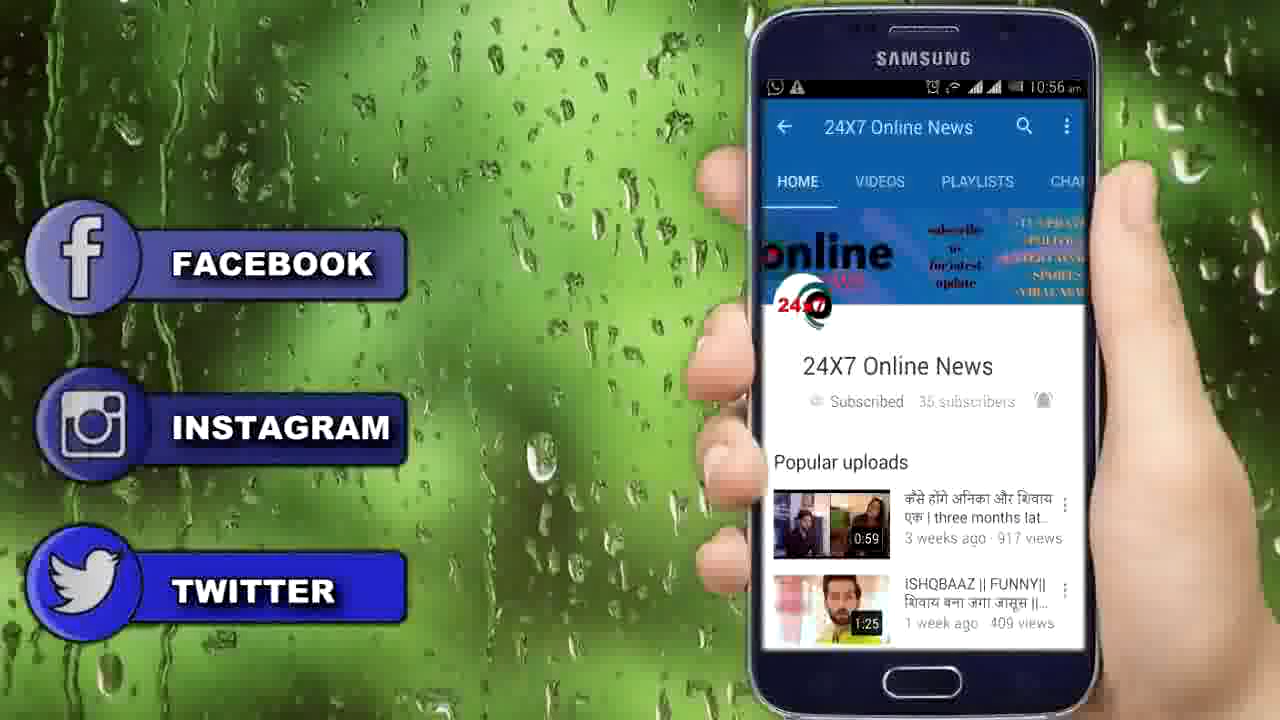 FACEBOOK
INSTAGRAM
TWITTER
SAMSUNG
10:56 am
24X7 Online News
HOME VIDEOS PLAYLISTS CHA
online
subscribe
to
for latest
update
SPORTS
24x7
24X7 Online News
Subscribed 35 subscribers
Popular uploads
कैसे होंगे अनिका और शिवाय
एक | three months lat...
3 weeks ago · 917 views
0:59
ISHQBAAZ || FUNNY||
शिवाय बना जगा जासूस ||...
1 week ago · 409 views
1:25